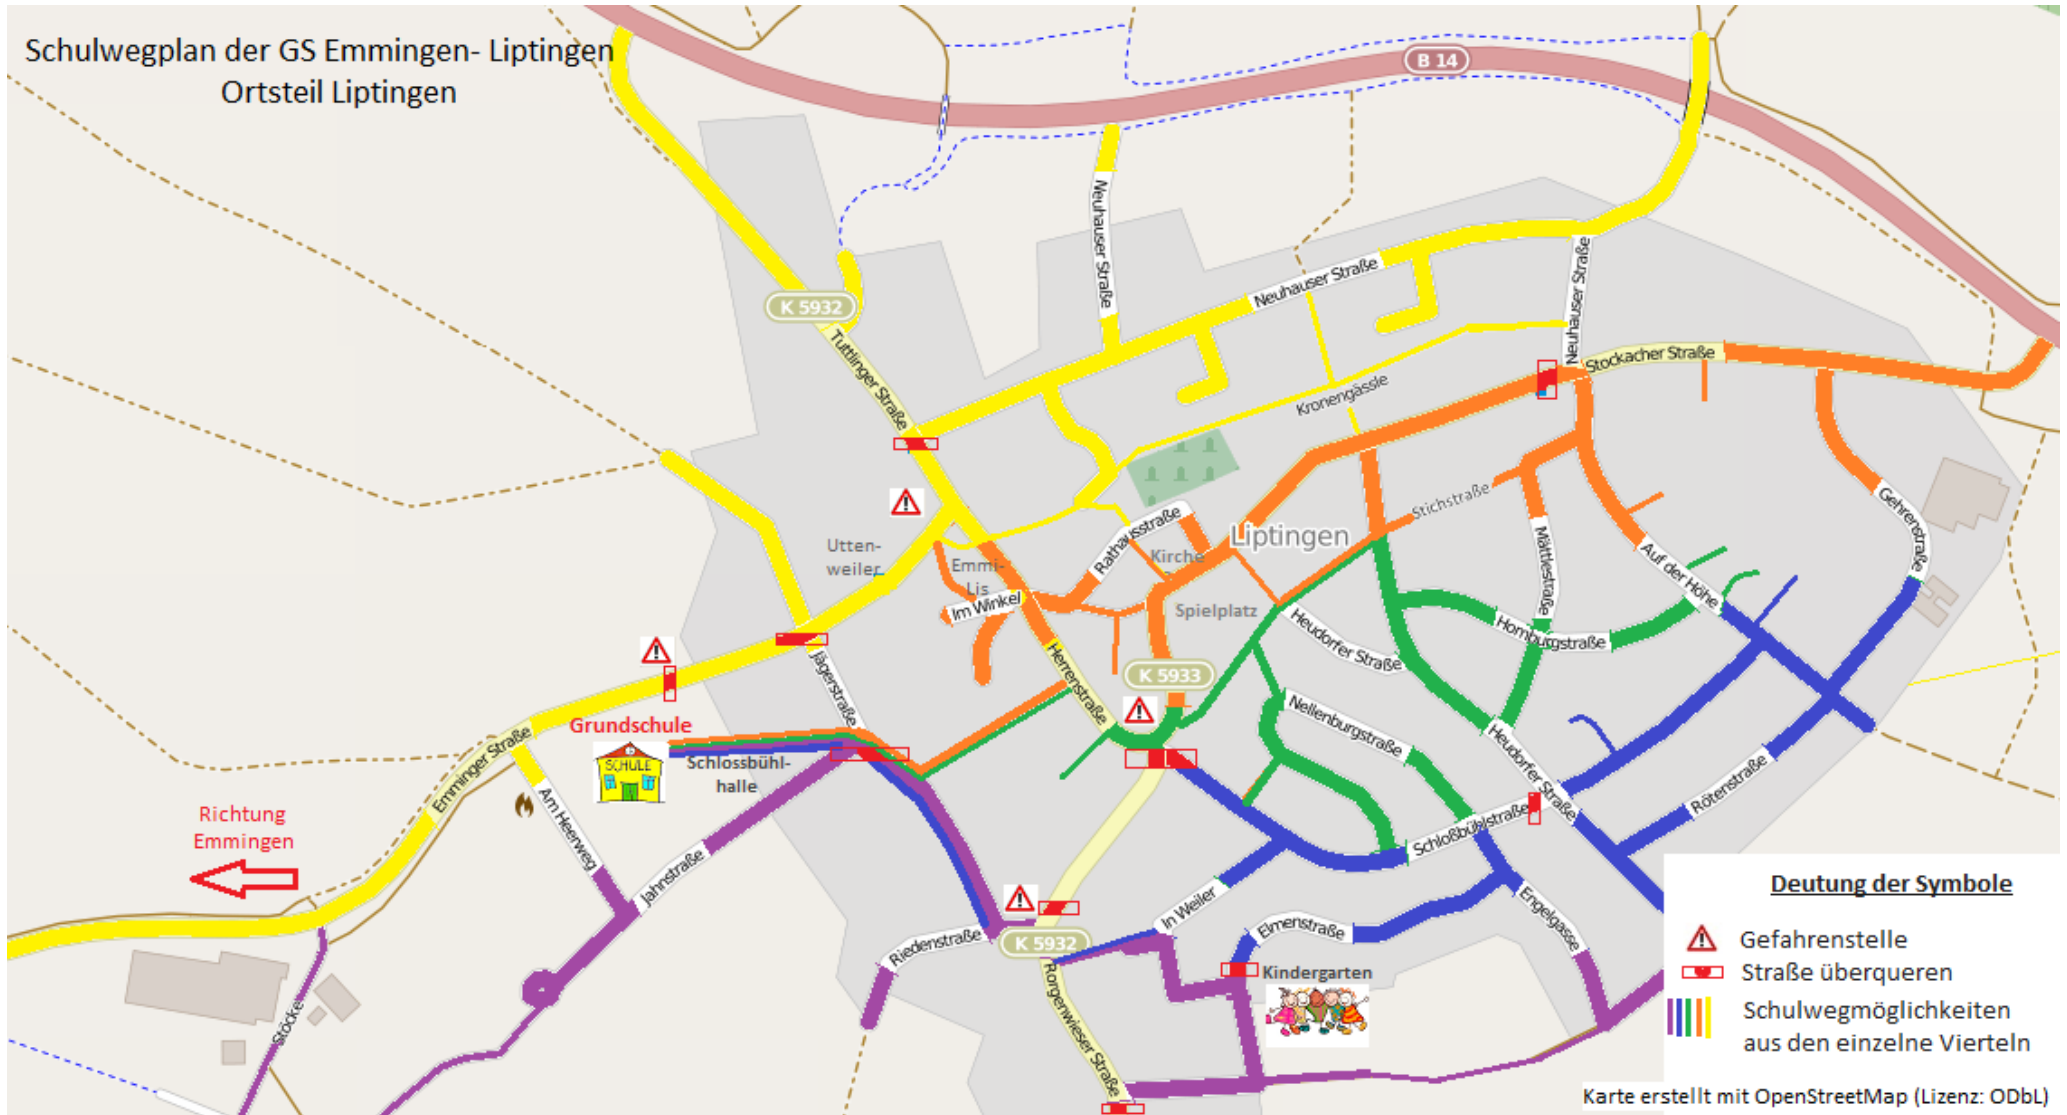 Schulwegplan der GS Emmingen- Liptingen
Ortsteil Liptingen
B 14
Neuhauser Straße
Neuhauser Straße
Neuhauser Straße
K 5932
Tuttlinger Straße
Stockacher Straße
Kronengässle
Stichstraße
Gehrenstraße
Rathausstraße
Liptingen
Mättlestraße
Utten-
weiler
Emmi-
Lis
Kirche
Auf der Höhe
Im Winkel
Spielplatz
Heudorfer Straße
Homburgstraße
Jägerstraße
Herrenstraße
K 5933
Grundschule
SCHULE
Schlossbühl-
halle
Nellenburgstraße
Heudorfer Straße
Emminger Straße
Am Heerweg
Rötenstraße
Richtung
Emmingen
Schloßbühlstraße
Jahnstraße
In Weiler
Engelgasse
Riedenstraße
K 5932
Elmenstraße
Kindergarten
Rorgenwieser Straße
Stöcke
Deutung der Symbole
Gefahrenstelle
Straße überqueren
Schulwegmöglichkeiten
aus den einzelne Vierteln
Karte erstellt mit OpenStreetMap (Lizenz: ODbL)